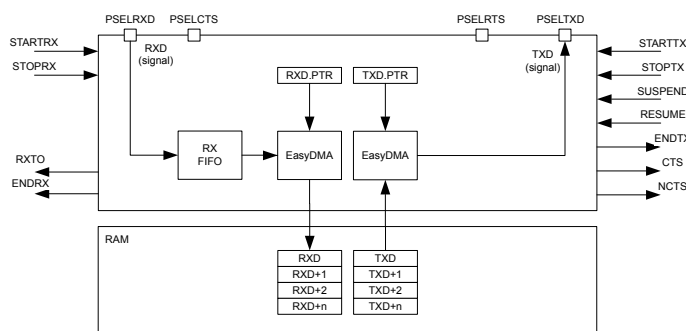 PSELRXD
PSELCTS
PSELRTS
PSELTXD
STARTRX
STOPRX
RXD
(signal)
TXD
(signal)
STARTTX
STOPTX
SUSPEND
RESUME
RXD.PTR
TXD.PTR
RX
FIFO
EasyDMA
EasyDMA
RXTO
ENDRX
ENDTX
CTS
NCTS
RAM
RXD
RXD+1
RXD+2
RXD+n
TXD
TXD+1
TXD+2
TXD+n